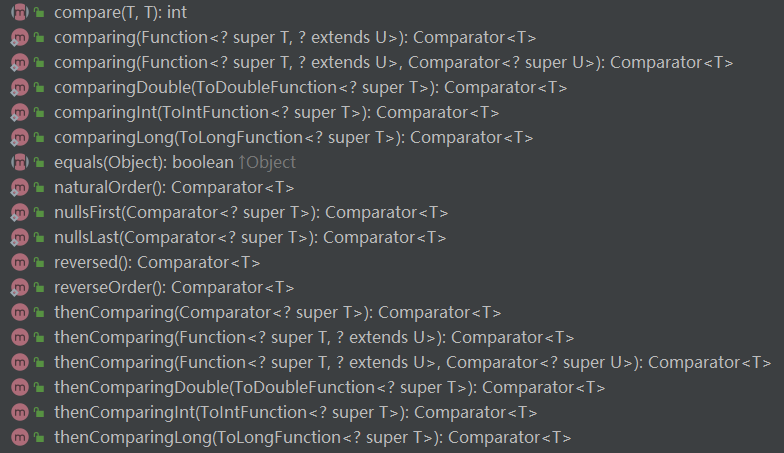 compare(T, T): int
comparing(Function<? super T, ? extends U>): Comparator<T>
comparing(Function<? super T, ? extends U>, Comparator<? super U>): Comparator<T>
comparingDouble(ToDoubleFunction<? super T>): Comparator<T>
comparingInt(ToIntFunction<? super T>): Comparator<T>
comparingLong(ToLongFunction<? super T>): Comparator<T>
equals(Object): boolean ↑Object
naturalOrder(): Comparator<T>
nullsFirst(Comparator<? super T>): Comparator<T>
nullsLast(Comparator<? super T>): Comparator<T>
reversed(): Comparator<T>
reverseOrder(): Comparator<T>
thenComparing(Comparator<? super T>): Comparator<T>
thenComparing(Function<? super T, ? extends U>): Comparator<T>
thenComparing(Function<? super T, ? extends U>, Comparator<? super U>): Comparator<T>
thenComparingDouble(ToDoubleFunction<? super T>): Comparator<T>
thenComparingInt(ToIntFunction<? super T>): Comparator<T>
thenComparingLong(ToLongFunction<? super T>): Comparator<T>